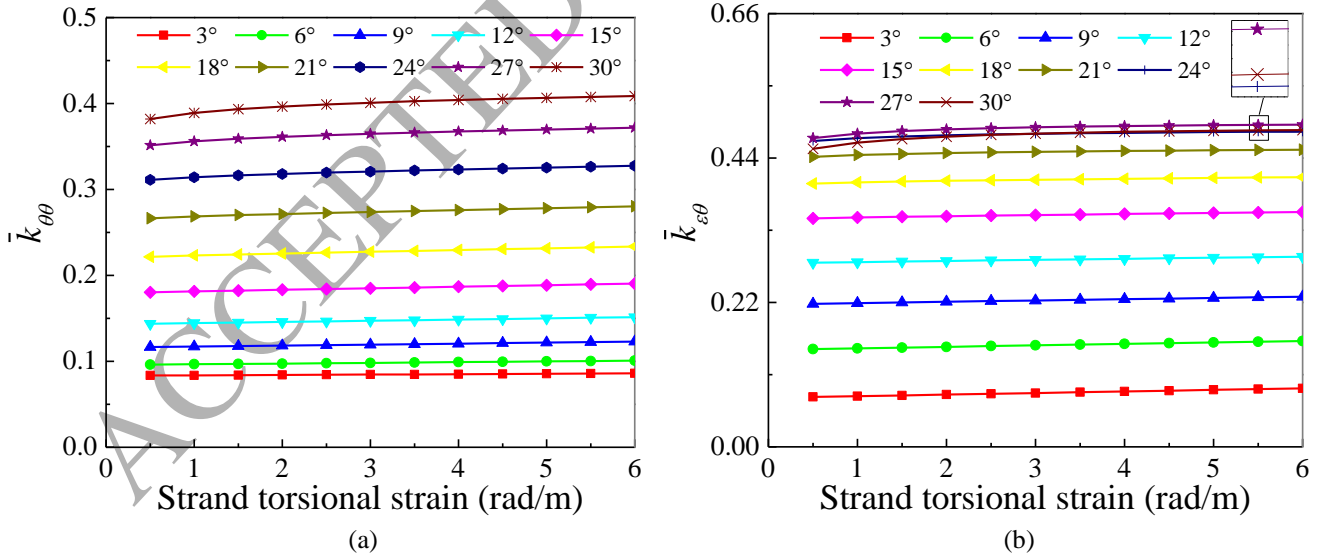 ACCEPTED
0.5
3° 6° 9° 12° 15°
18° 21° 24° 27° 30°
0.4
0.3
0.2
0.1
0.0
k̄θθ
0 1 2 3 4 5 6
Strand torsional strain (rad/m)
(a)
0.66
3° 6° 9° 12°
15° 18° 21° 24°
27° 30°
0.44
0.22
0.00
k̄εθ
0 1 2 3 4 5 6
Strand torsional strain (rad/m)
(b)